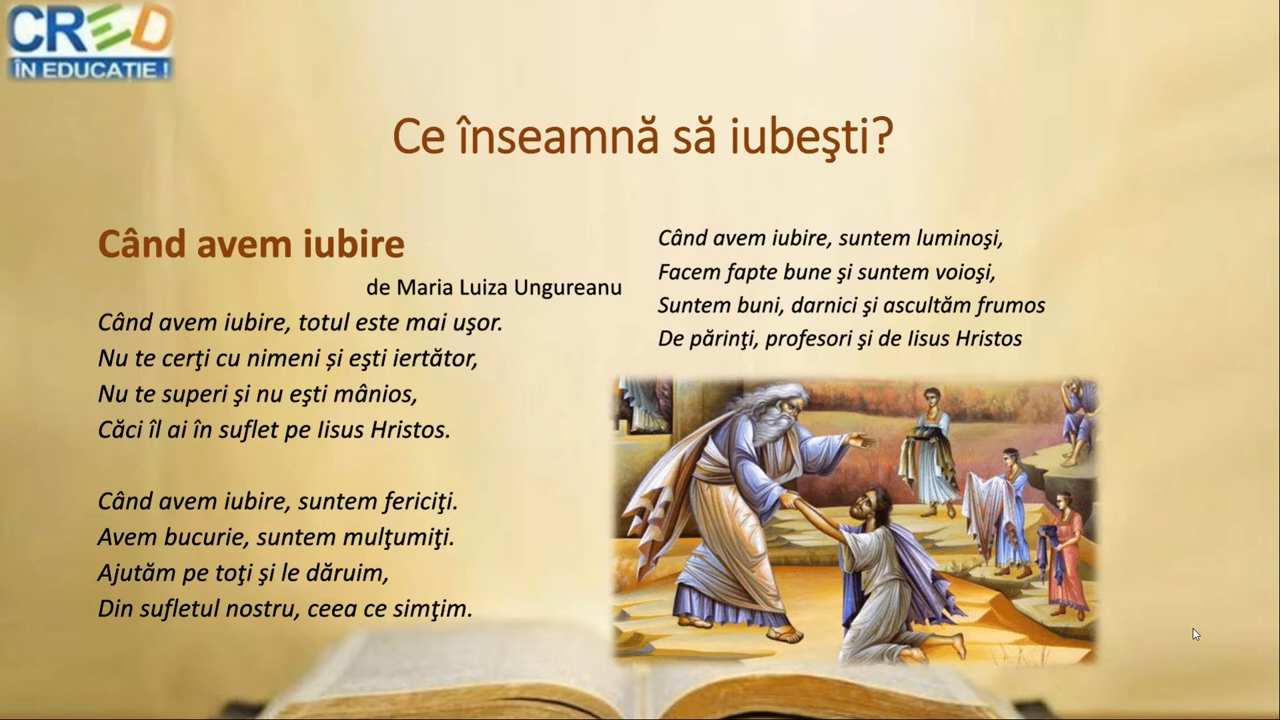 CRED
ÎN EDUCAȚIE !
Ce înseamnă să iubeşti?
Când avem iubire
de Maria Luiza Ungureanu
Când avem iubire, totul este mai uşor.
Nu te cerţi cu nimeni și eşti iertător,
Nu te superi şi nu eşti mânios,
Căci îl ai în suflet pe Iisus Hristos.
Când avem iubire, suntem fericiţi.
Avem bucurie, suntem mulţumiţi.
Ajutăm pe toţi şi le dăruim,
Din sufletul nostru, ceea ce simţim.
Când avem iubire, suntem luminoşi,
Facem fapte bune şi suntem voioşi,
Suntem buni, darnici şi ascultăm frumos
De părinţi, profesori şi de Iisus Hristos